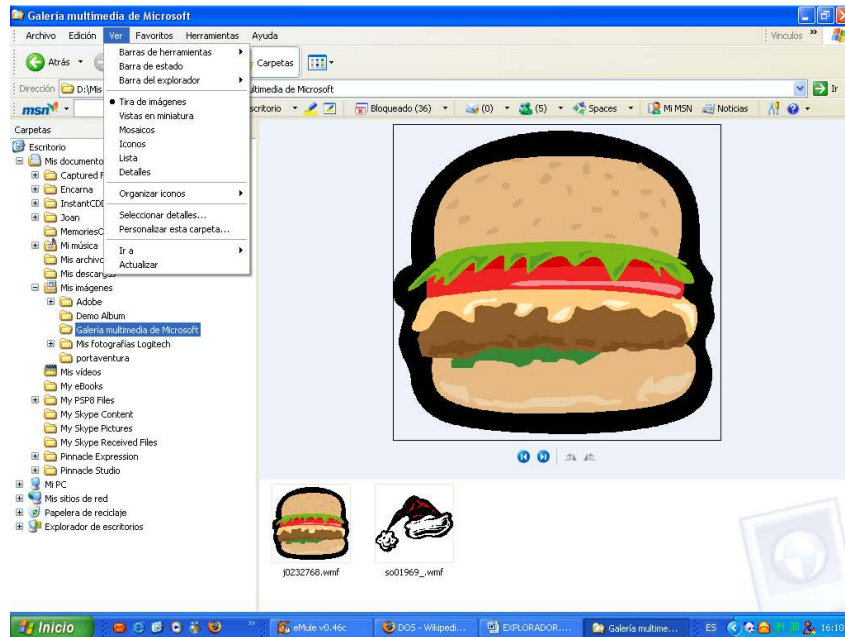 Galería multimedia de Microsoft
Archivo Edición Ver Favoritos Herramientas Ayuda Vínculos »
Atrás Carpetas
Dirección D:\Mis ultimedia de Microsoft Ir
msn critorio Bloqueado (36) (0) (5) Spaces Mi MSN Noticias
Barras de herramientas
Barra de estado
Barra del explorador
Tira de imágenes
Vistas en miniatura
Mosaicos
Iconos
Lista
Detalles
Organizar iconos
Seleccionar detalles...
Personalizar esta carpeta...
Ir a
Actualizar
Carpetas
Escritorio
Mis documento
Captured F
Encarna
InstantCD
Joan
MemoriesC
Mi música
Mis archivo
Mis descargas
Mis imágenes
Adobe
Demo Album
Galería multimedia de Microsoft
Mis fotografías Logitech
portaventura
Mis vídeos
My eBooks
My PSP8 Files
My Skype Content
My Skype Pictures
My Skype Received Files
Pinnacle Expression
Pinnacle Studio
Mi PC
Mis sitios de red
Papelera de reciclaje
Explorador de escritorios
j0232768.wmf so01969_.wmf
Inicio » eMule v0.46c DOS - Wikipedi... EXPLORADOR.... Galería multime... ES 16:10